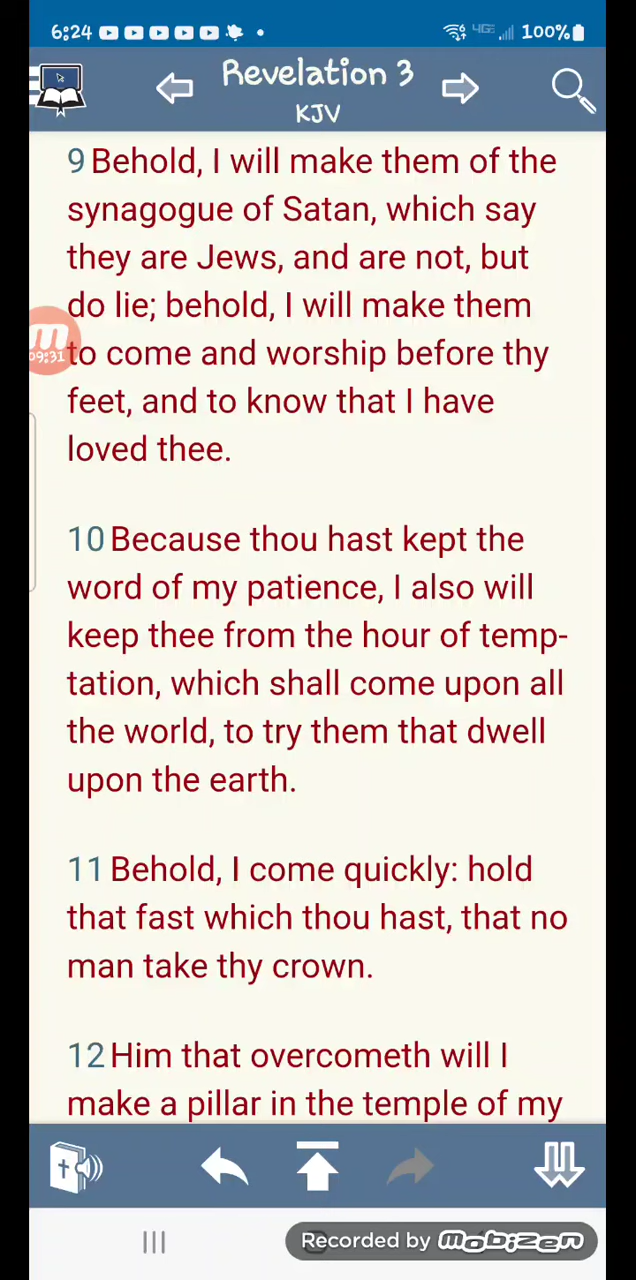 6:24 4GE 100%
Revelation 3
KJV
9 Behold, I will make them of the
synagogue of Satan, which say
they are Jews, and are not, but
do lie; behold, I will make them
to come and worship before thy
09:31
feet, and to know that I have
loved thee.
10 Because thou hast kept the
word of my patience, I also will
keep thee from the hour of temp-
tation, which shall come upon all
the world, to try them that dwell
upon the earth.
11 Behold, I come quickly: hold
that fast which thou hast, that no
man take thy crown.
12 Him that overcometh will I
make a pillar in the temple of my
Recorded by mobizen